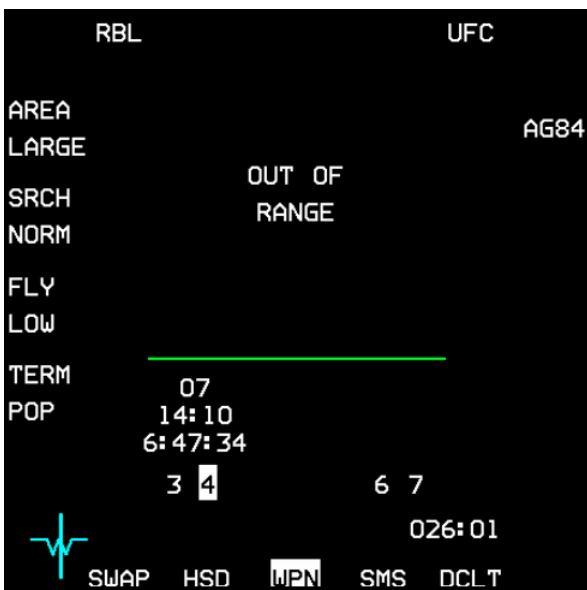 RBL UFC
AREA
LARGE
AG84
OUT OF
RANGE
SRCH
NORM
FLY
LOW
TERM
POP
07
14:10
6:47:34
3 4 6 7
026:01
SWAP HSD WPN SMS DCLT